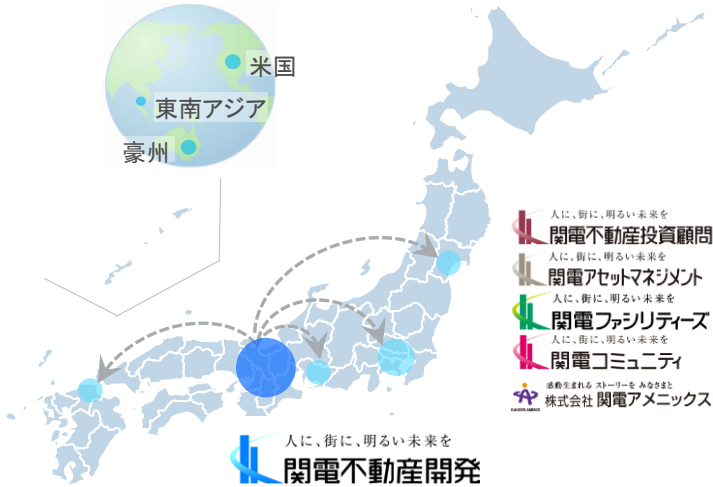 米国
東南アジア
豪州
人に、街に、明るい未来を
関電不動産投資顧問
人に、街に、明るい未来を
関電アセットマネジメント
人に、街に、明るい未来を
関電ファシリティーズ
人に、街に、明るい未来を
関電コミュニティ
感動生まれる ストーリーを みなさまと
株式会社 関電アメニックス
KANDEN AMENIX
人に、街に、明るい未来を
関電不動産開発